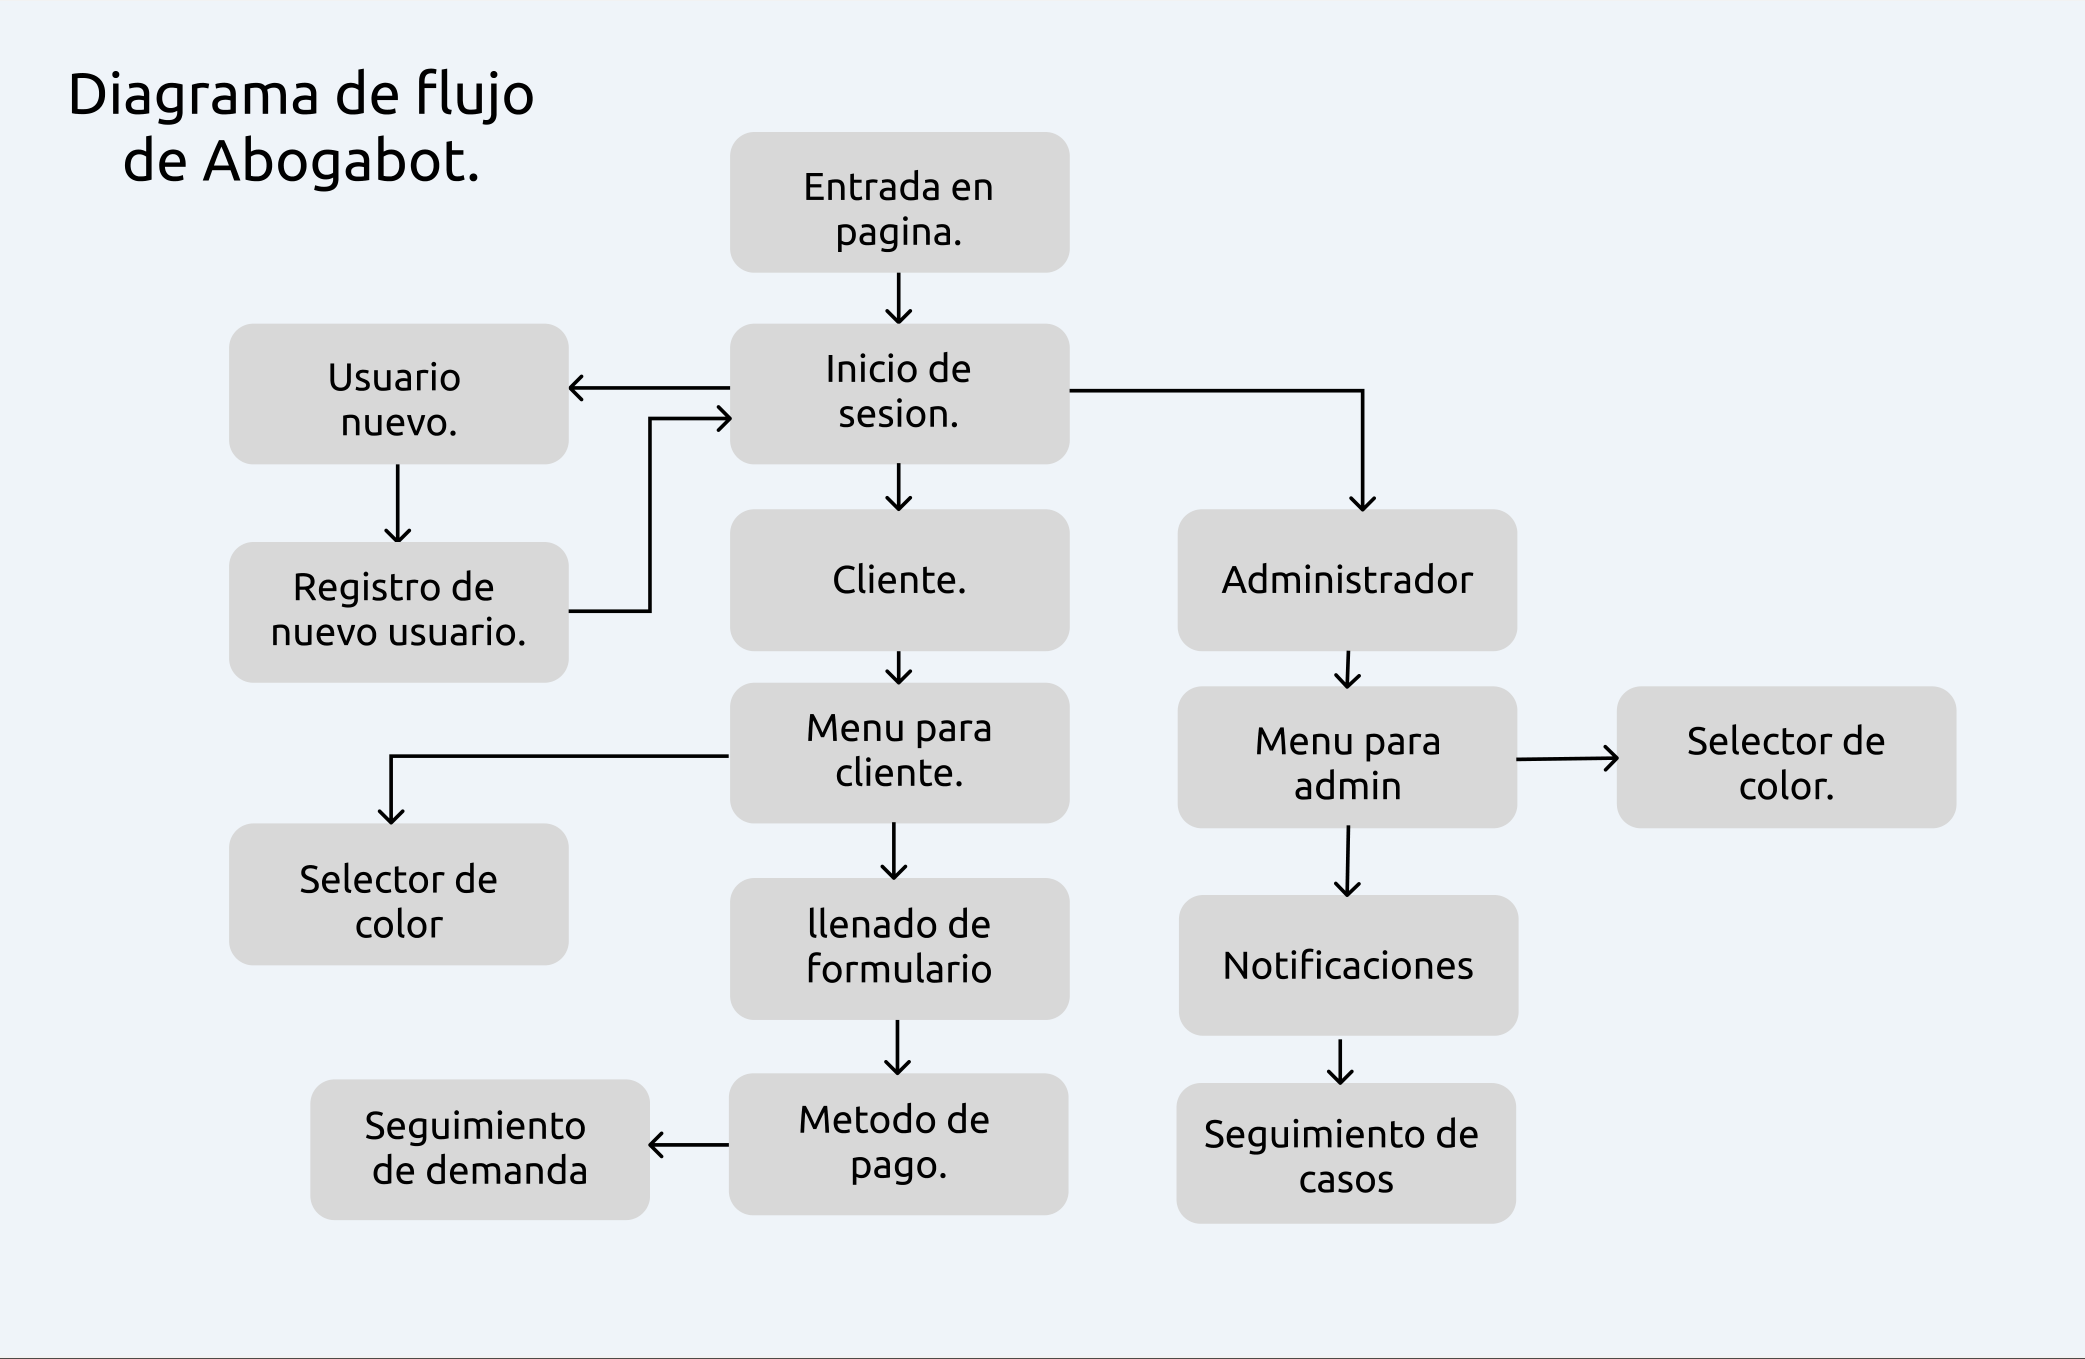 Diagrama de flujo
de Abogabot.
Entrada en
pagina.
Usuario
nuevo.
Inicio de
sesion.
Registro de
nuevo usuario.
Cliente.
Administrador
Menu para
cliente.
Menu para
admin
Selector de
color.
Selector de
color
llenado de
formulario
Notificaciones
Seguimiento
de demanda
Metodo de
pago.
Seguimiento de
casos